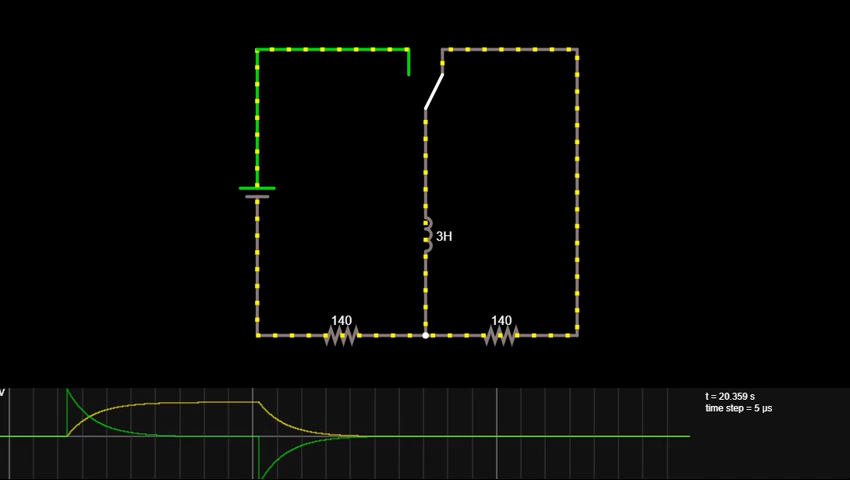 3H
140
140
V
t = 20.359 s
time step = 5 µs